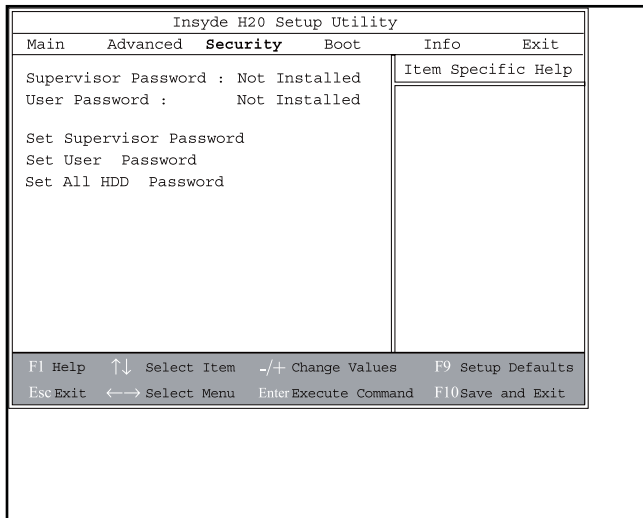 Insyde H20 Setup Utility
Main Advanced Security Boot Info Exit
Supervisor Password : Not Installed
User Password : Not Installed
Set Supervisor Password
Set User Password
Set All HDD Password
Item Specific Help
F1 Help ↑↓ Select Item -/+ Change Values F9 Setup Defaults
Esc Exit ←→ Select Menu Enter Execute Command F10 Save and Exit